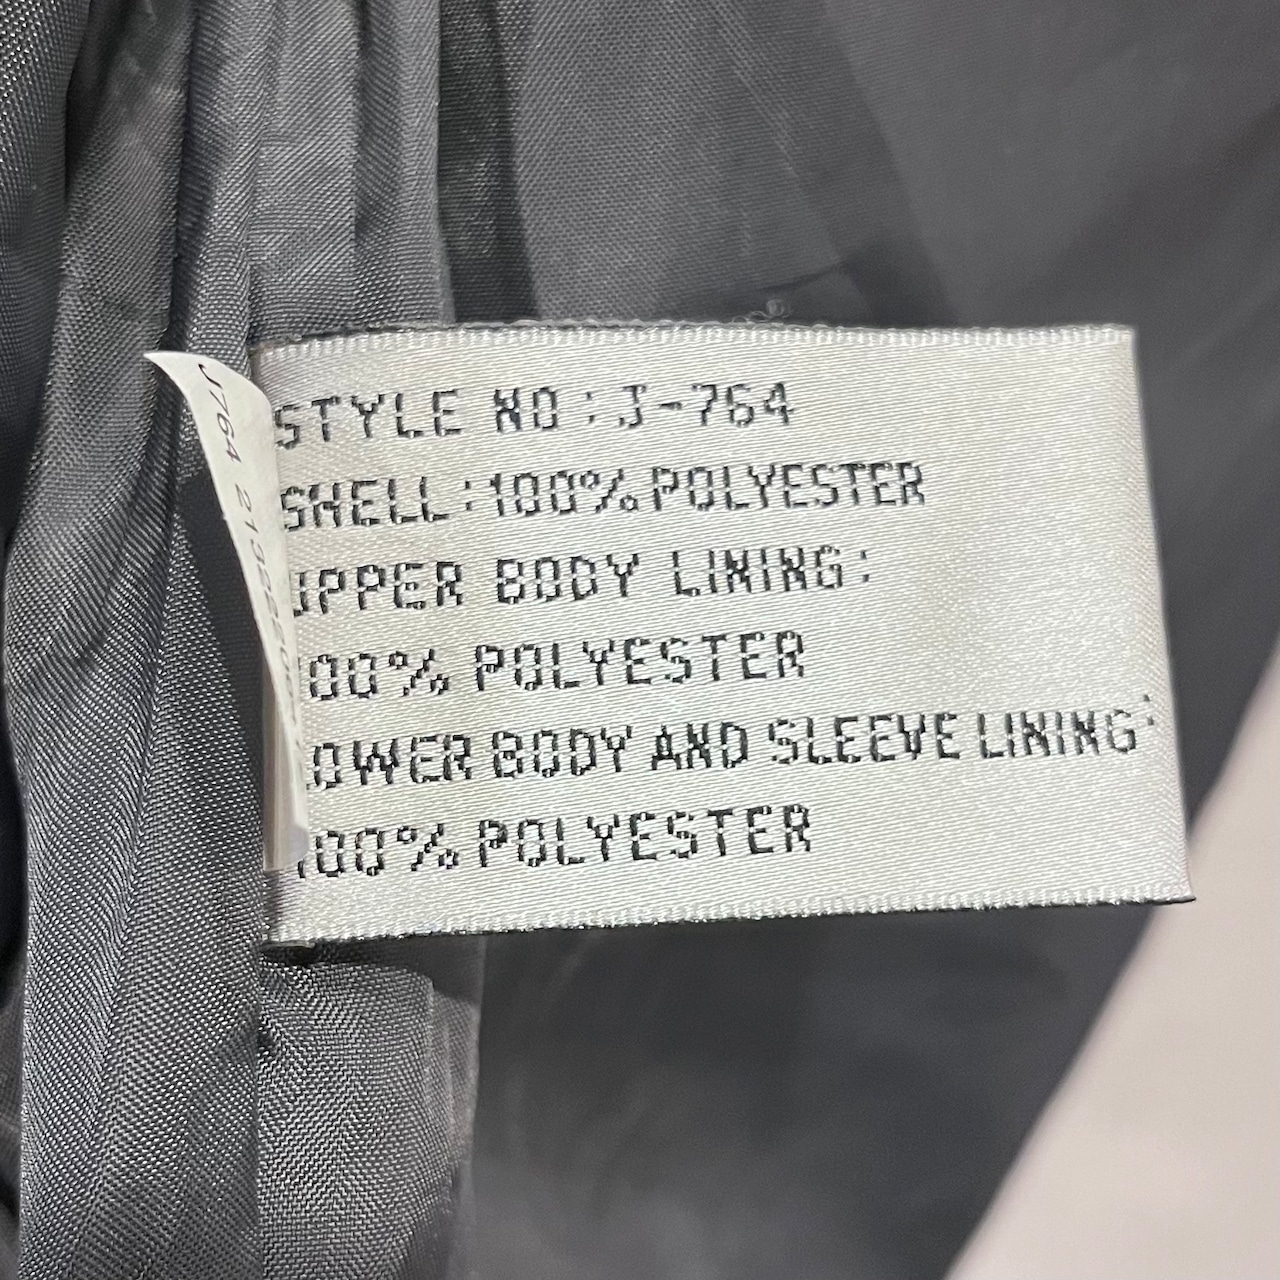 STYLE NO:J-764
SHELL:100% POLYESTER
UPPER BODY LINING:
100% POLYESTER
LOWER BODY AND SLEEVE LINING:
100% POLYESTER
J764